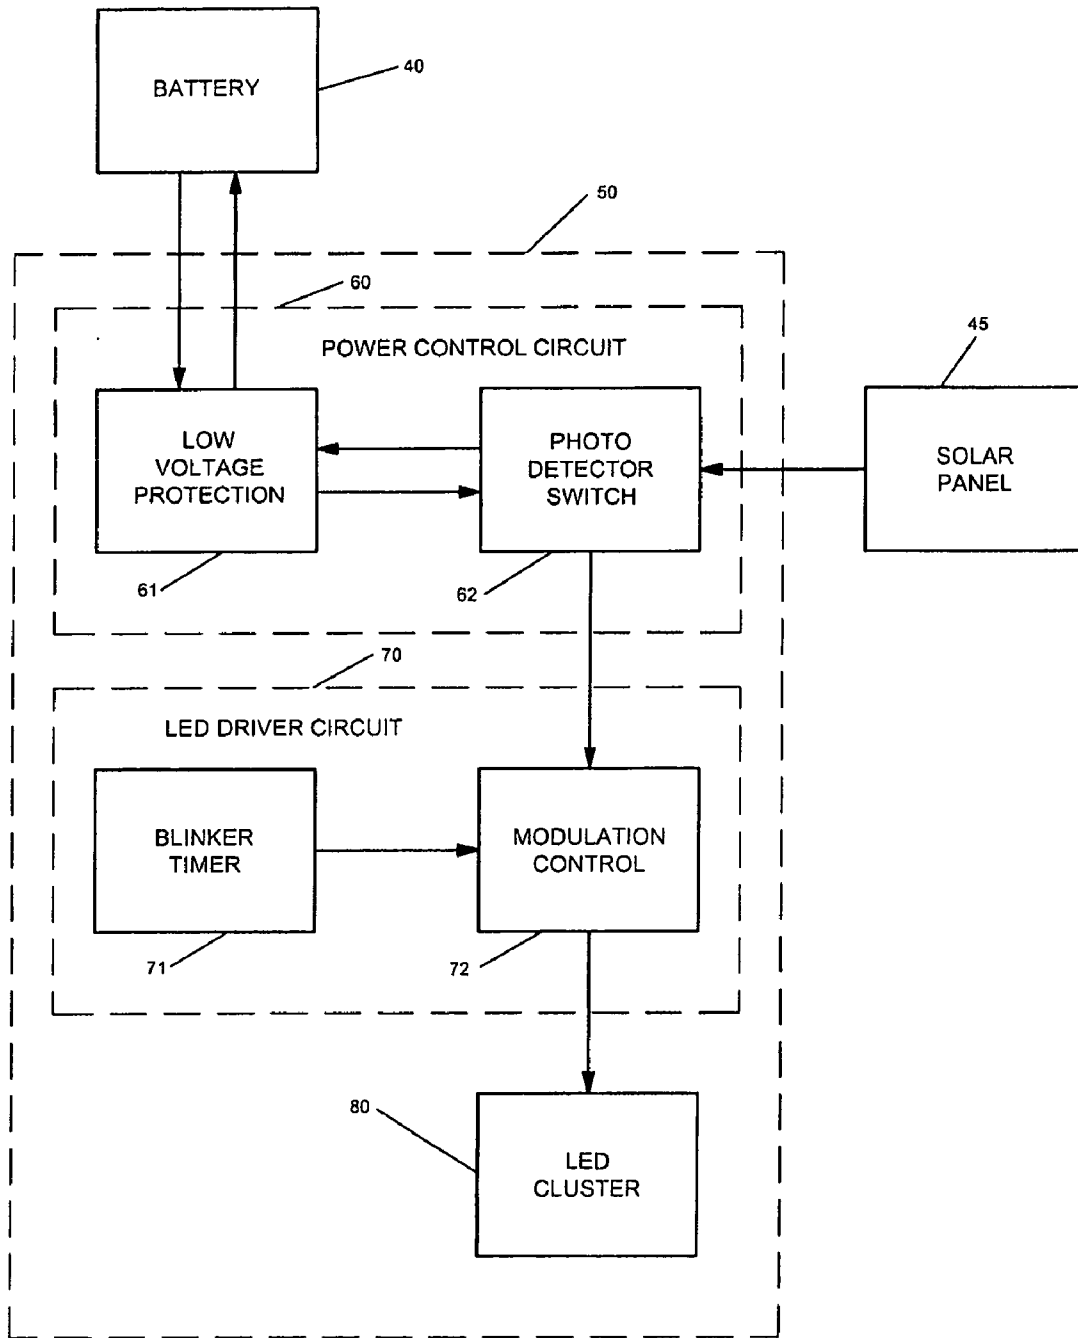 BATTERY
40
50
60
POWER CONTROL CIRCUIT
45
LOW
VOLTAGE
PROTECTION
PHOTO
DETECTOR
SWITCH
SOLAR
PANEL
61
62
70
LED DRIVER CIRCUIT
BLINKER
TIMER
MODULATION
CONTROL
71
72
80
LED
CLUSTER